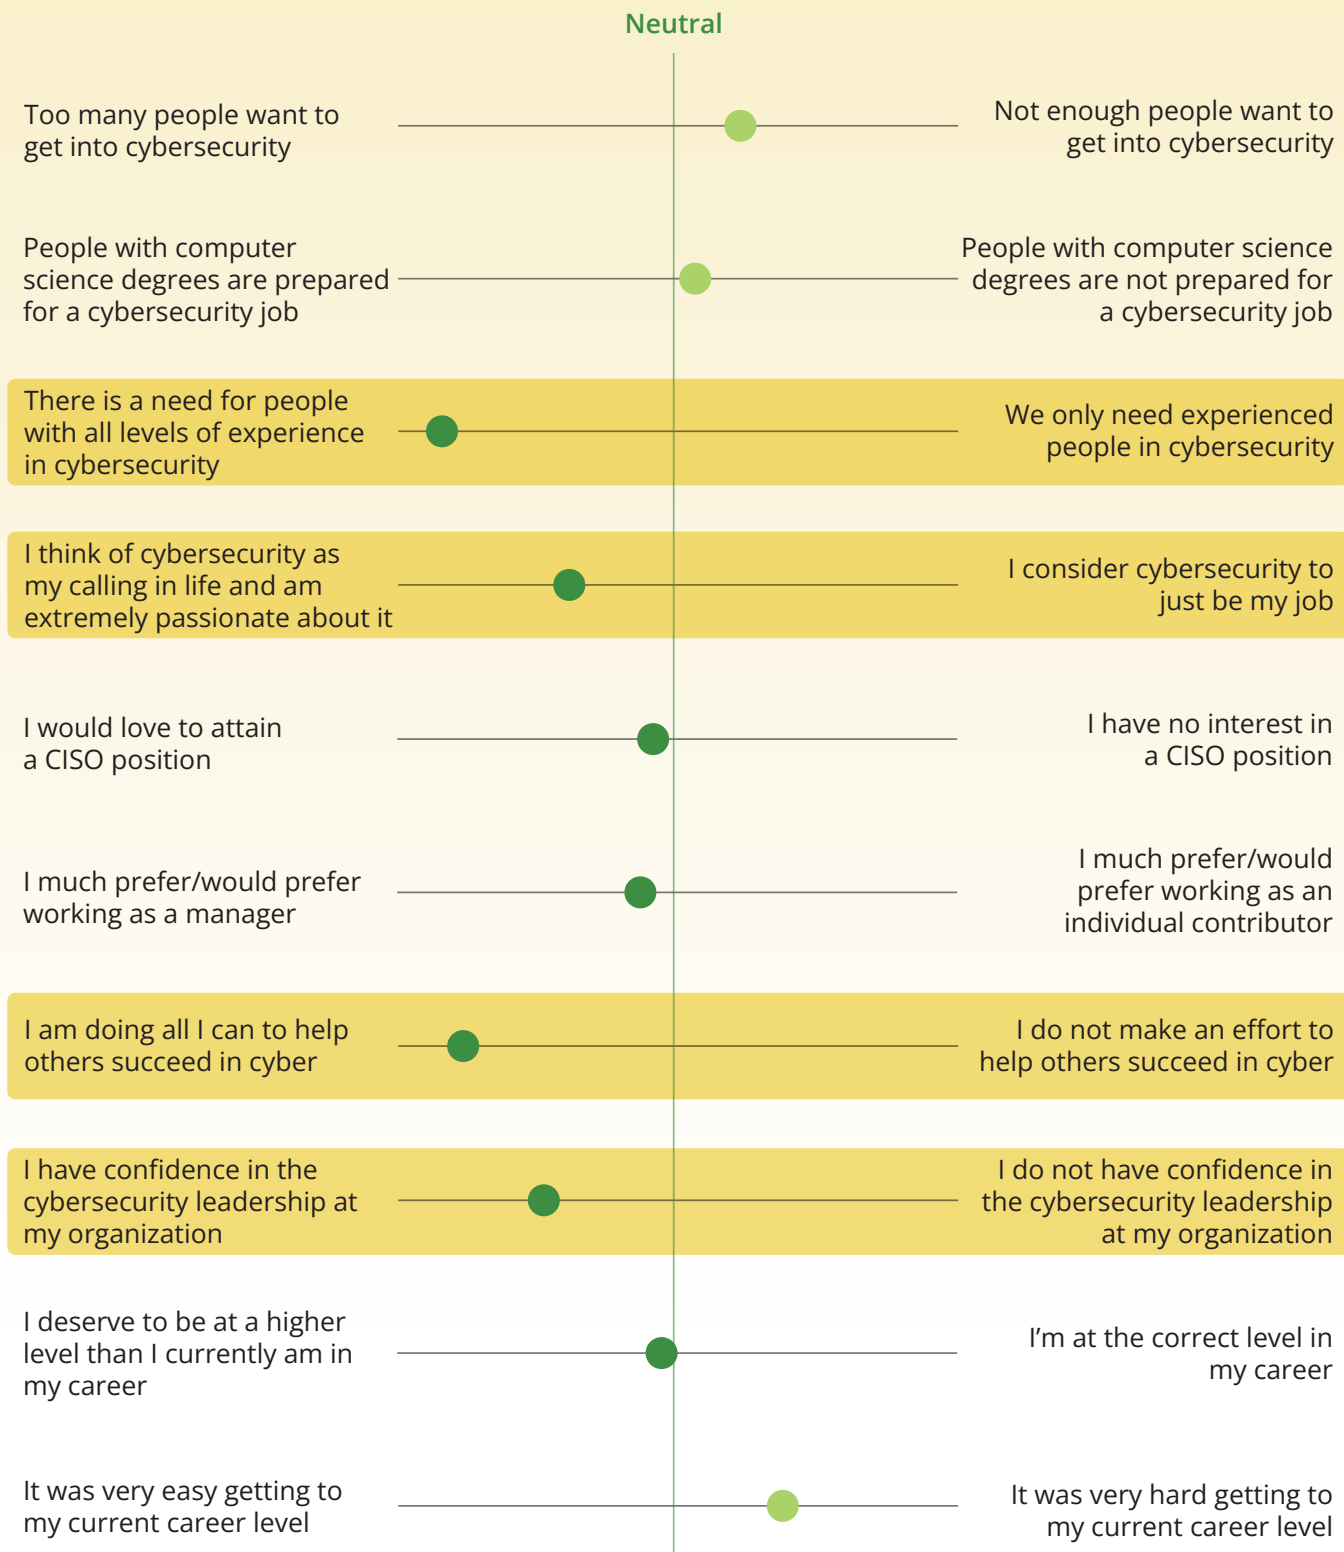 Neutral
Too many people want to
get into cybersecurity
Not enough people want to
get into cybersecurity
People with computer
science degrees are prepared
for a cybersecurity job
People with computer science
degrees are not prepared for
a cybersecurity job
There is a need for people
with all levels of experience
in cybersecurity
We only need experienced
people in cybersecurity
I think of cybersecurity as
my calling in life and am
extremely passionate about it
I consider cybersecurity to
just be my job
I would love to attain
a CISO position
I have no interest in
a CISO position
I much prefer/would prefer
working as a manager
I much prefer/would
prefer working as an
individual contributor
I am doing all I can to help
others succeed in cyber
I do not make an effort to
help others succeed in cyber
I have confidence in the
cybersecurity leadership at
my organization
I do not have confidence in
the cybersecurity leadership
at my organization
I deserve to be at a higher
level than I currently am in
my career
I’m at the correct level in
my career
It was very easy getting to
my current career level
It was very hard getting to
my current career level